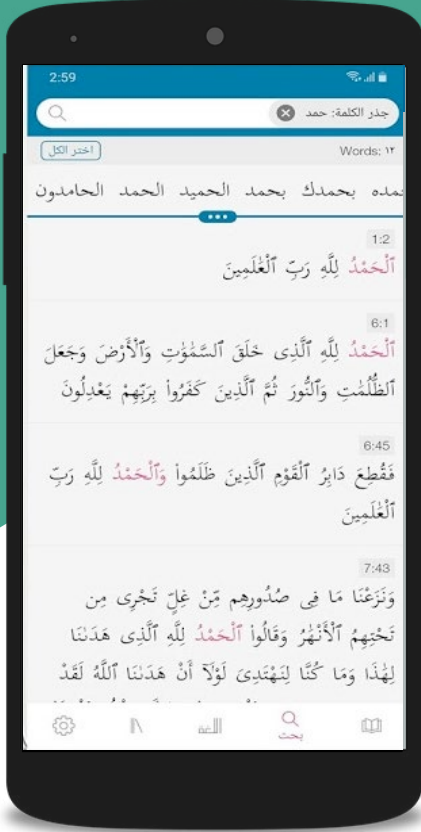 2:59
جذر الكلمة: حمد
اختر الكل
Words: ١٢
الحامدون الحمد الحميد بحمد بحمدك
1:2
ٱلْحَمْدُ لِلَّهِ رَبِّ ٱلْعَٰلَمِينَ
6:1
ٱلْحَمْدُ لِلَّهِ ٱلَّذِى خَلَقَ ٱلسَّمَٰوَٰتِ وَٱلْأَرْضَ وَجَعَلَ
ٱلظُّلُمَٰتِ وَٱلنُّورَ ثُمَّ ٱلَّذِينَ كَفَرُوا۟ بِرَبِّهِمْ يَعْدِلُونَ
6:45
فَقُطِعَ دَابِرُ ٱلْقَوْمِ ٱلَّذِينَ ظَلَمُوا۟ وَٱلْحَمْدُ لِلَّهِ رَبِّ
ٱلْعَٰلَمِينَ
7:43
وَنَزَعْنَا مَا فِى صُدُورِهِم مِّنْ غِلٍّ تَجْرِى مِن
تَحْتِهِمُ ٱلْأَنْهَٰرُ وَقَالُوا۟ ٱلْحَمْدُ لِلَّهِ ٱلَّذِى هَدَىٰنَا
لِهَٰذَا وَمَا كُنَّا لِنَهْتَدِىَ لَوْلَآ أَنْ هَدَىٰنَا ٱللَّهُ لَقَدْ
اللغة
بحث